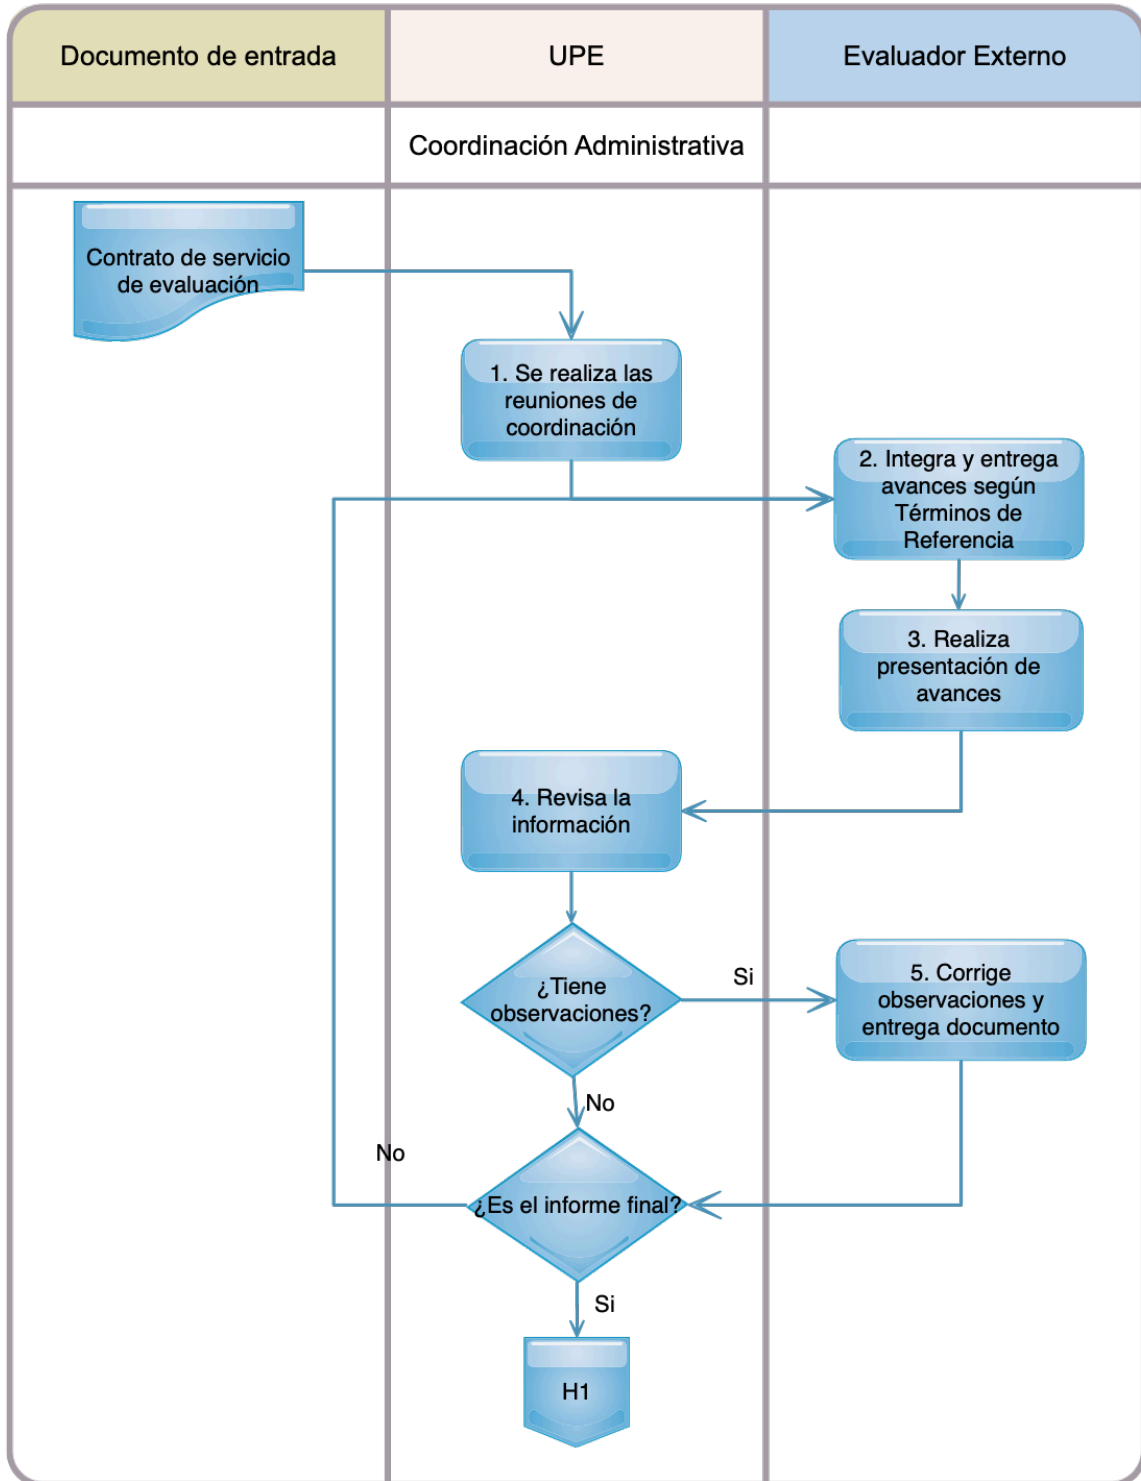 Documento de entrada
UPE
Evaluador Externo
Coordinación Administrativa
Contrato de servicio
de evaluación
1. Se realiza las
reuniones de
coordinación
2. Integra y entrega
avances según
Términos de
Referencia
3. Realiza
presentación de
avances
4. Revisa la
información
¿Tiene
observaciones?
Si
5. Corrige
observaciones y
entrega documento
No
No
¿Es el informe final?
Si
H1